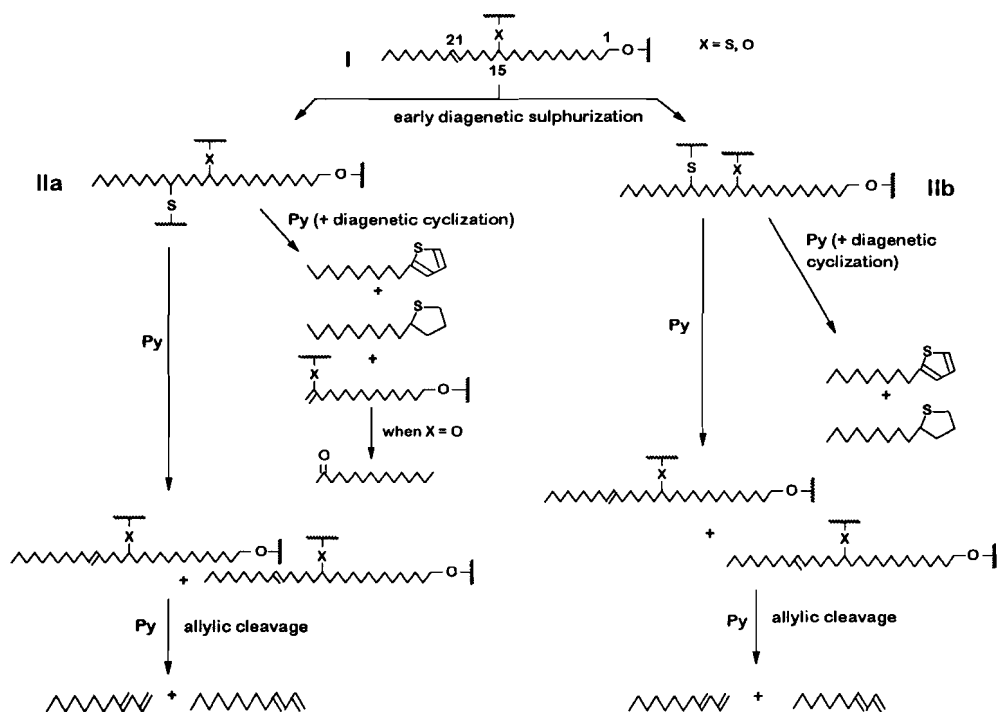 X
21
1
O
X = S, O
I
15
early diagenetic sulphurization
X
O
IIa
S
Py (+ diagenetic cyclization)
S
+
S
+
X
O
when X = O
O
Py
S
X
O
IIb
Py (+ diagenetic
cyclization)
Py
S
+
S
X
O
+
X
O
X
O
+
X
O
Py
allylic cleavage
Py
allylic cleavage
+
+